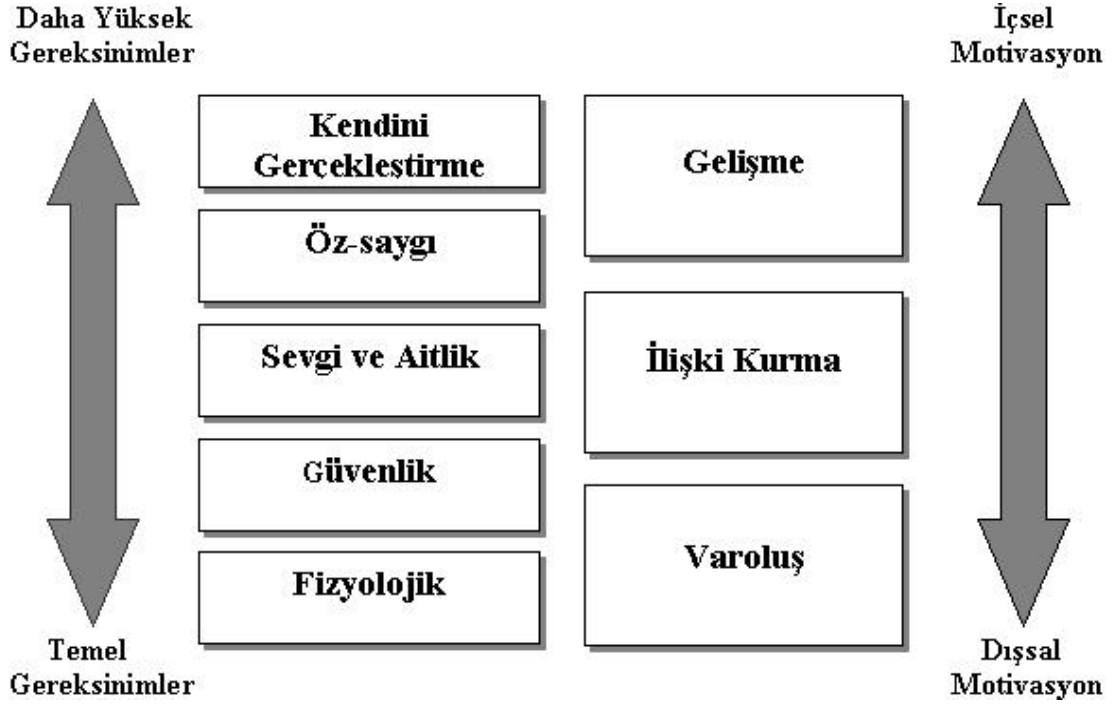 Daha Yüksek
Gereksinimler
İçsel
Motivasyon
Kendini
Gerçekleştirme
Gelişme
Öz-saygı
Sevgi ve Aitlik
İlişki Kurma
Güvenlik
Varoluş
Fizyolojik
Temel
Gereksinimler
Dışsal
Motivasyon